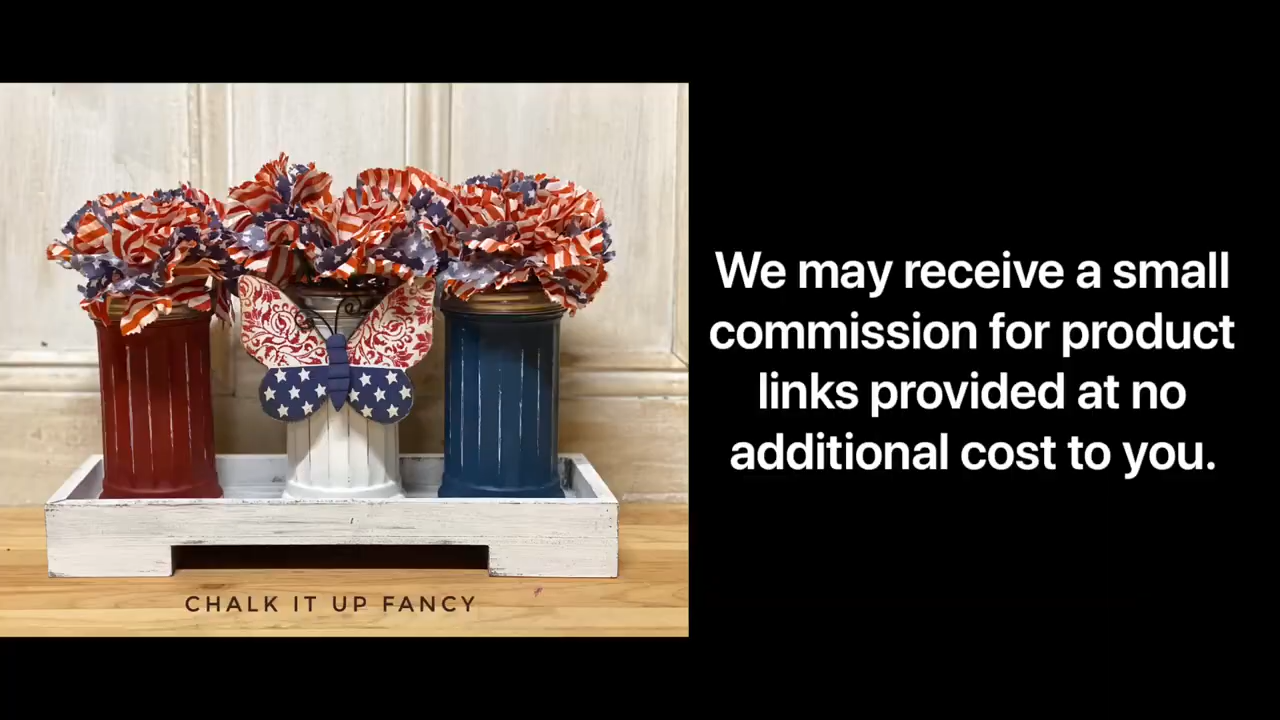 CHALK IT UP FANCY
We may receive a small
commission for product
links provided at no
additional cost to you.